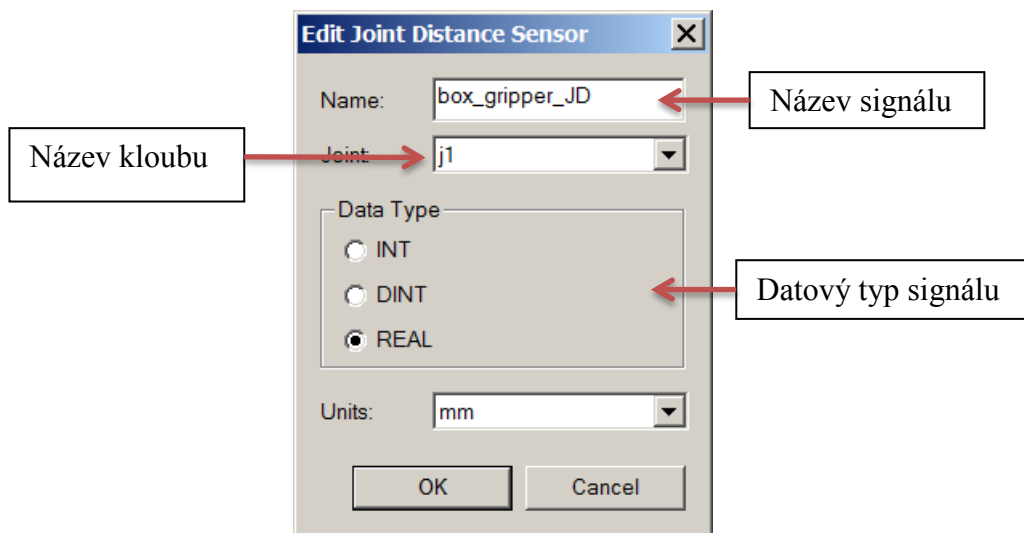 Edit Joint Distance Sensor
Name:
box_gripper_JD
Název signálu
Název kloubu
Joint:
j1
Data Type
INT
DINT
REAL
Datový typ signálu
Units:
mm
OK
Cancel